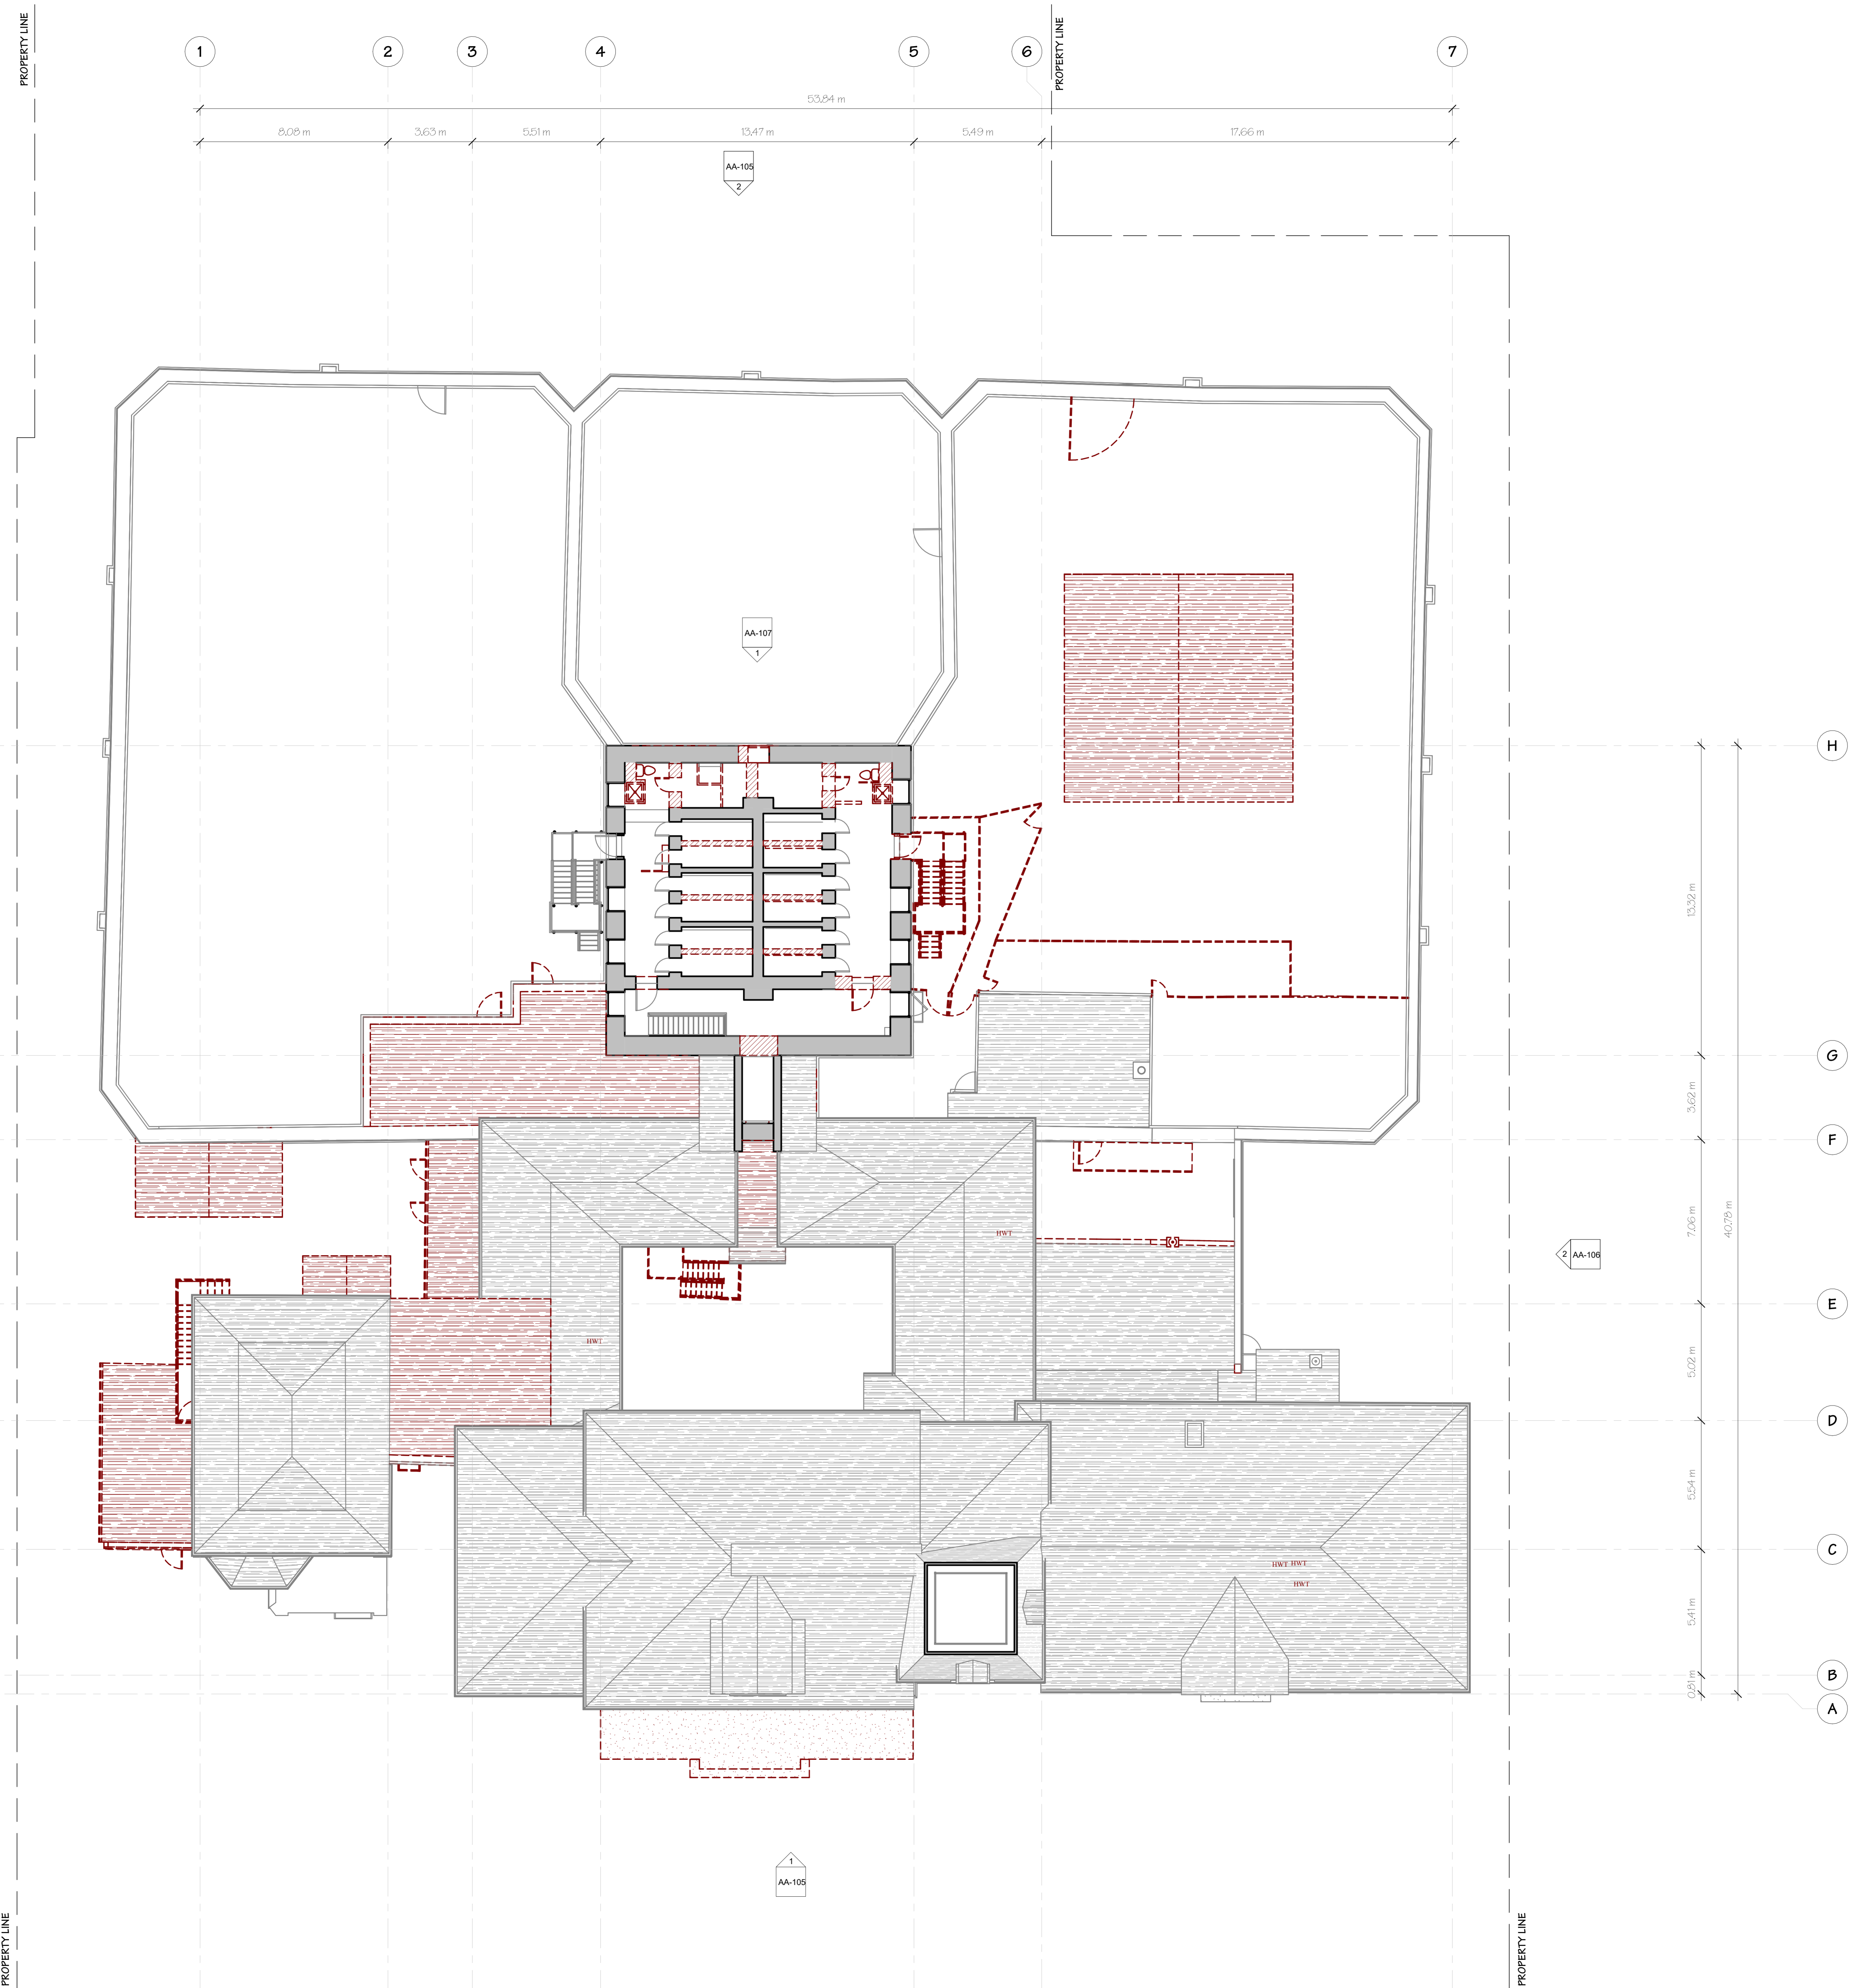 PROPERTY LINE
PROPERTY LINE
1
2
3
4
5
6
7
53.84 m
8.08 m
3.63 m
5.51 m
13.47 m
5.49 m
17.66 m
AA-105
2
AA-107
1
H
13.32 m
G
3.62 m
F
7.06 m
40.78 m
HWT
2 AA-106
E
HWT
5.02 m
D
5.54 m
C
HWT HWT
HWT
5.41 m
B
0.81 m
A
1
AA-105
PROPERTY LINE
PROPERTY LINE